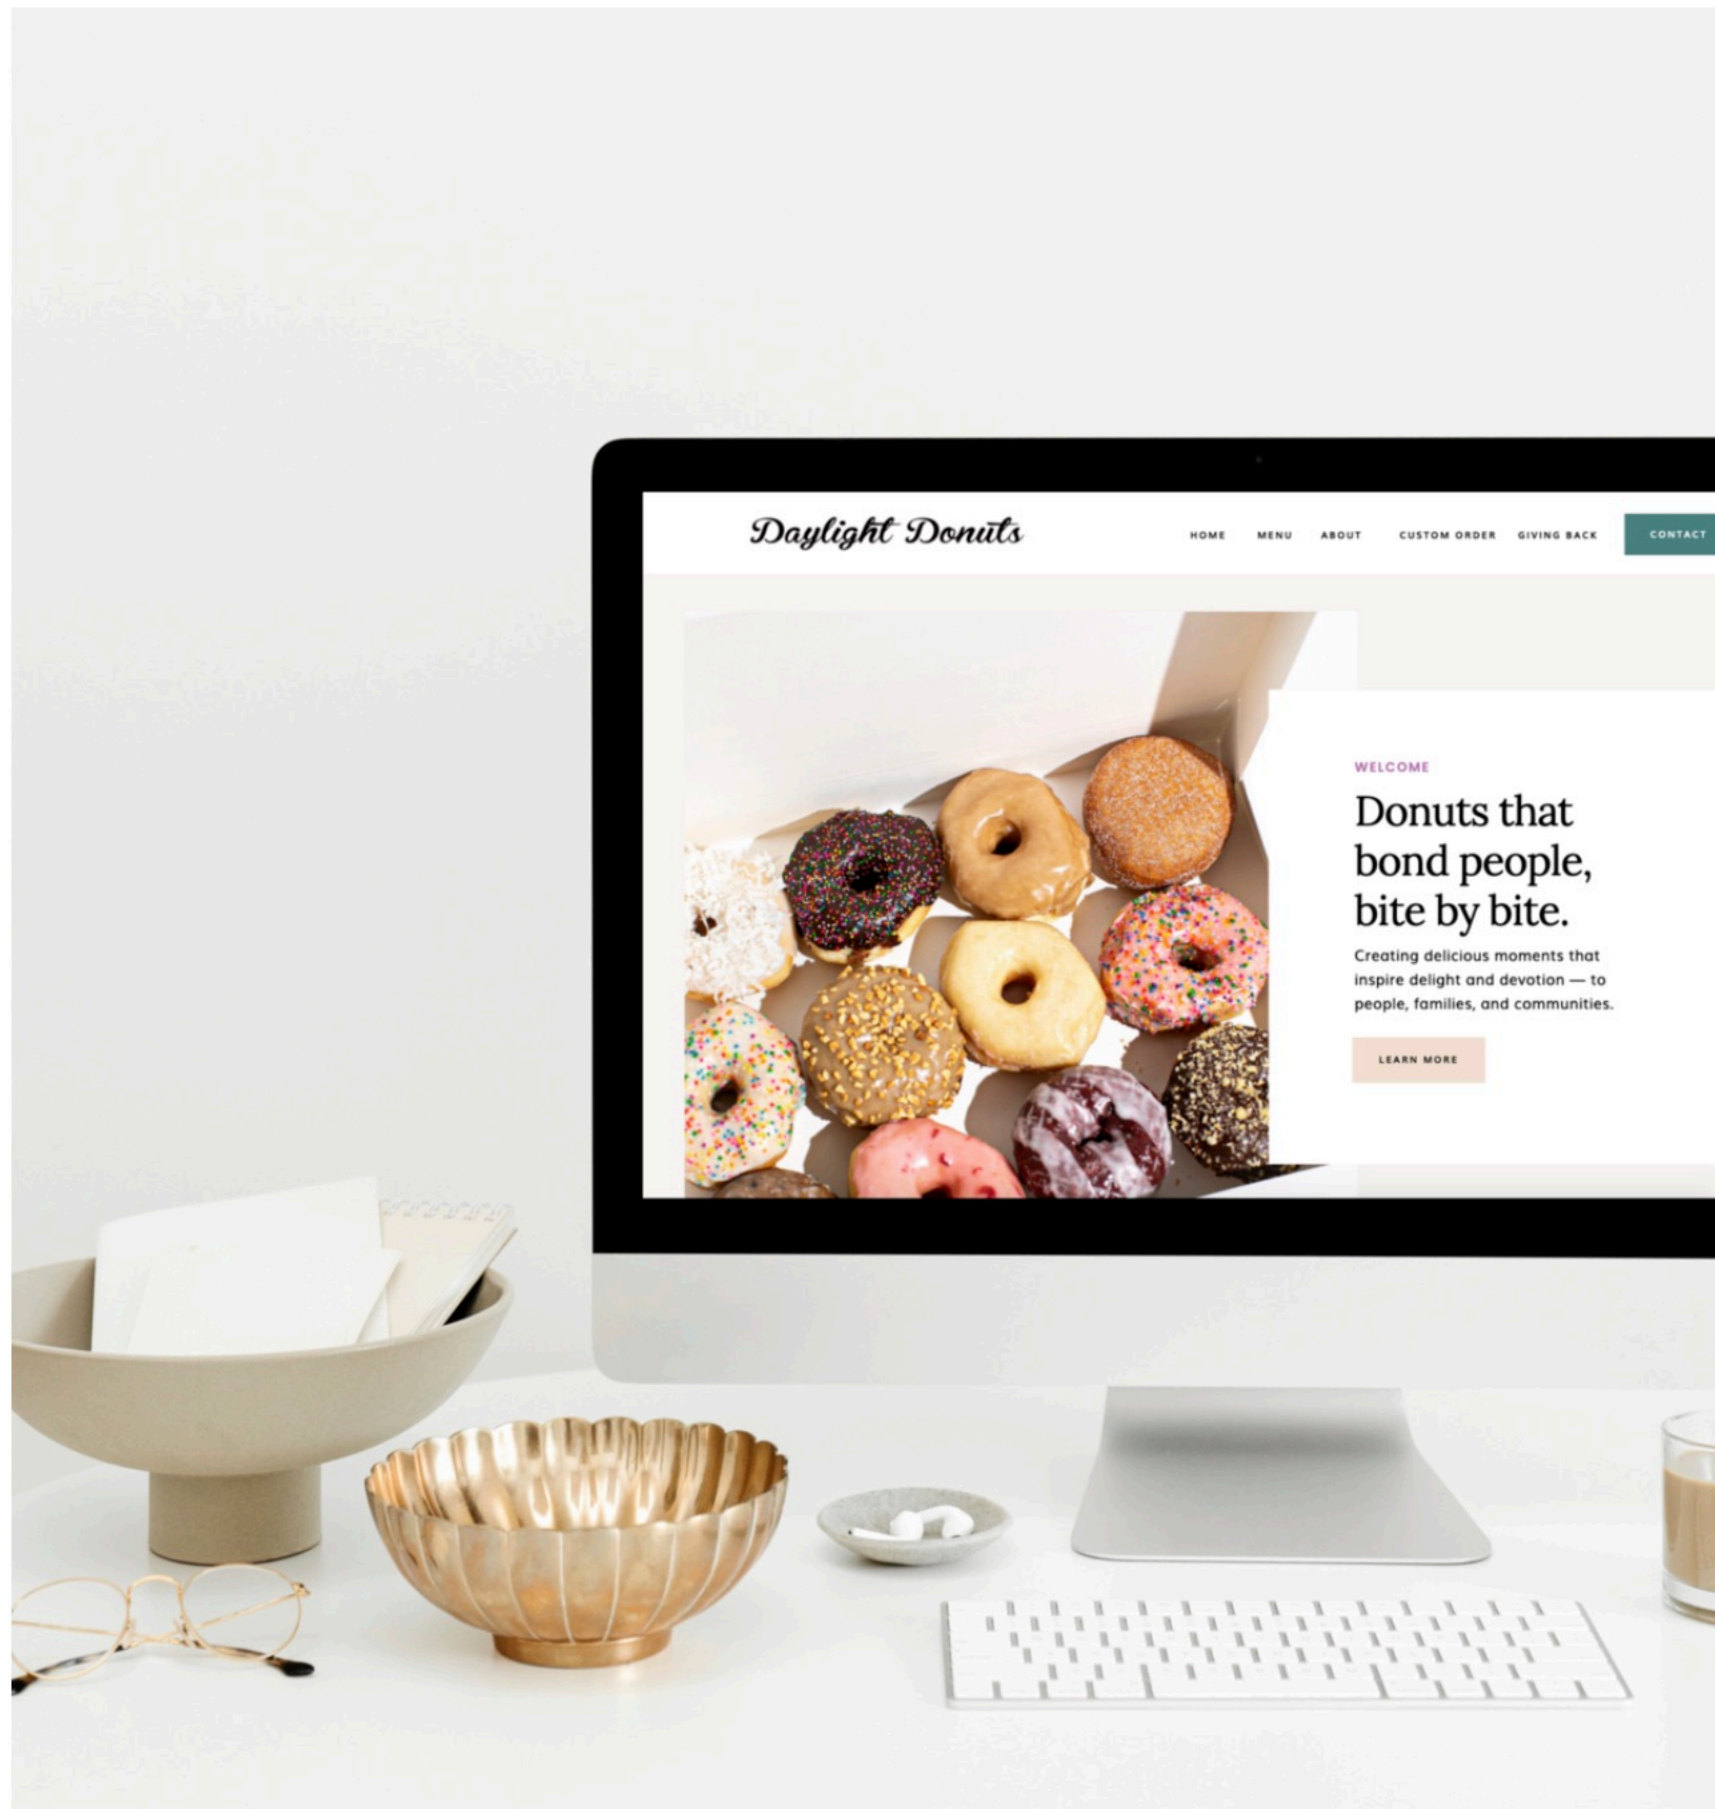 Daylight Donuts
HOME MENU ABOUT CUSTOM ORDER GIVING BACK CONTACT
WELCOME
Donuts that
bond people,
bite by bite.
Creating delicious moments that
inspire delight and devotion — to
people, families, and communities.
LEARN MORE